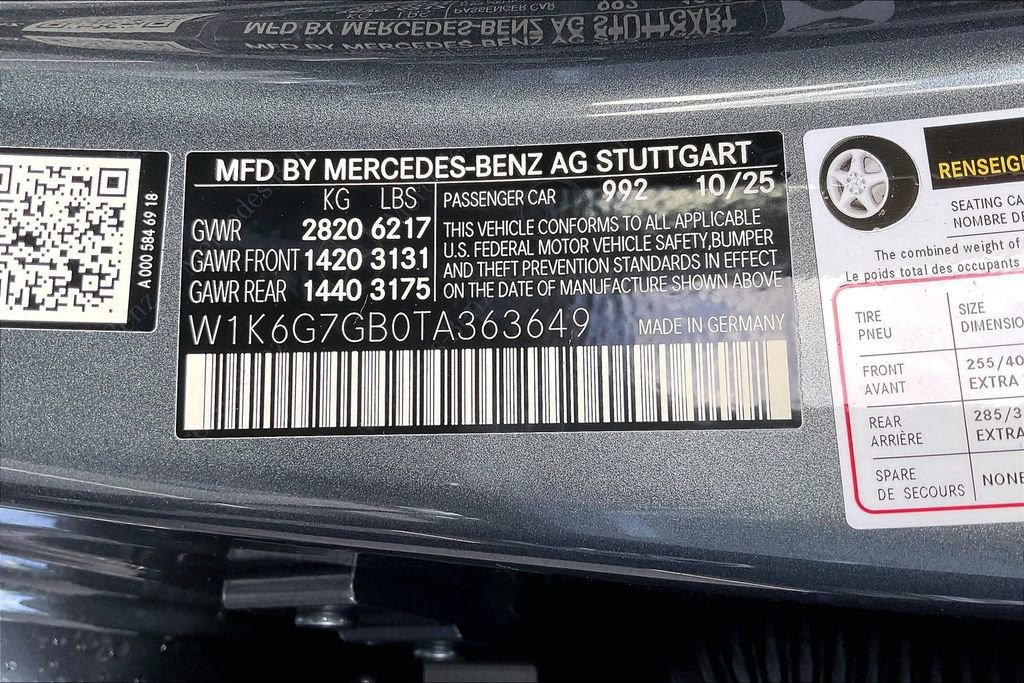 MFD BY MERCEDES-BENZ AG STUTTGART
A 000 584 69 18
MFD BY MERCEDES-BENZ AG STUTTGART
KG LBS
GVWR 2820 6217
GAWR FRONT 1420 3131
GAWR REAR 1440 3175
PASSENGER CAR 992 10/25
THIS VEHICLE CONFORMS TO ALL APPLICABLE
U.S. FEDERAL MOTOR VEHICLE SAFETY,BUMPER
AND THEFT PREVENTION STANDARDS IN EFFECT
ON THE DATE OF MANUFACTURE SHOWN ABOVE
W1K6G7GB0TA363649 MADE IN GERMANY
RENSEIG
SEATING CA
NOMBRE DE
The combined weight of
Le poids total des occupants
TIRE SIZE
PNEU DIMENSIO
FRONT 255/40
AVANT EXTRA
REAR 285/3
ARRIÈRE EXTRA
SPARE NONE
DE SECOURS